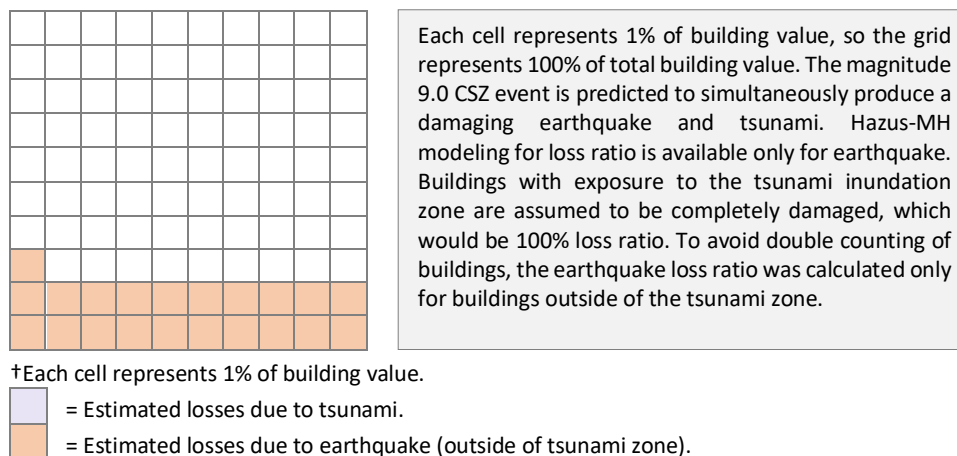 Each cell represents 1% of building value, so the grid
represents 100% of total building value. The magnitude
9.0 CSZ event is predicted to simultaneously produce a
damaging earthquake and tsunami. Hazus-MH
modeling for loss ratio is available only for earthquake.
Buildings with exposure to the tsunami inundation
zone are assumed to be completely damaged, which
would be 100% loss ratio. To avoid double counting of
buildings, the earthquake loss ratio was calculated only
for buildings outside of the tsunami zone.
†Each cell represents 1% of building value.
= Estimated losses due to tsunami.
= Estimated losses due to earthquake (outside of tsunami zone).